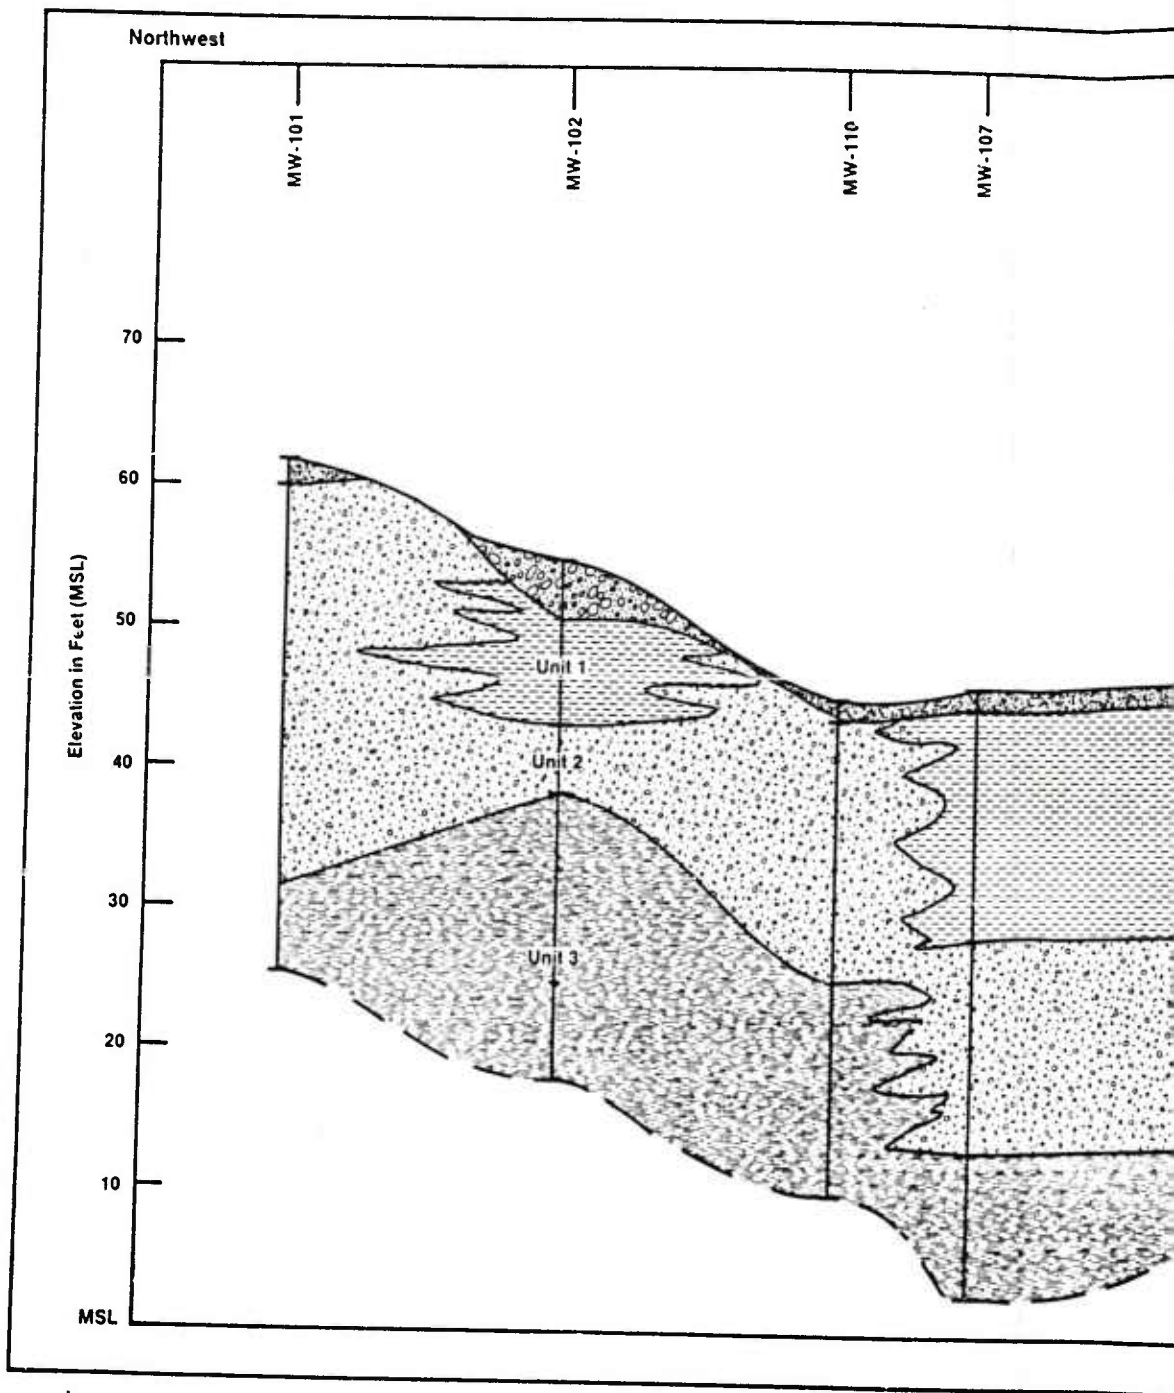 Northwest
MW-101
MW-102
MW-110
MW-107
70
60
50
40
30
20
10
MSL
Elevation in Feet (MSL)
Unit 1
Unit 2
Unit 3